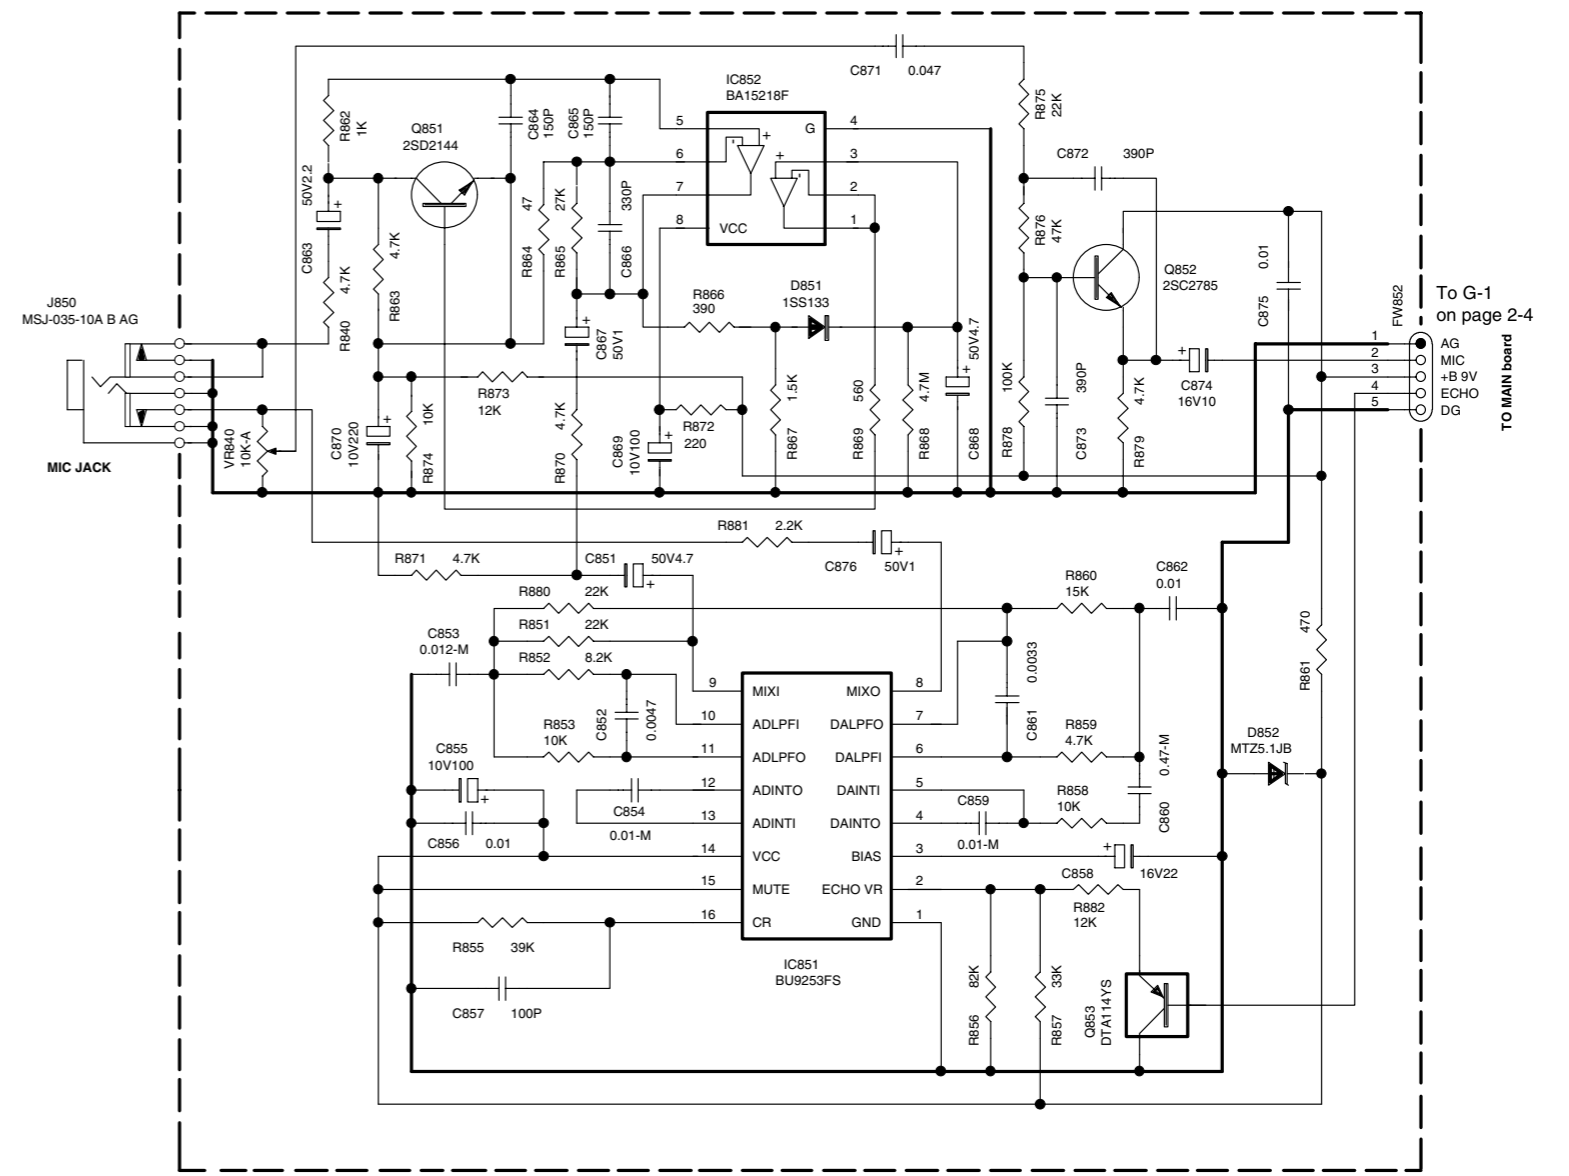 C871 0.047
IC852
BA15218F
R862
1K
Q851
2SD2144
C864
150P
C865
150P
R875
22K
5
6
7
8
VCC
G
4
3
2
1
+
-
+
-
C872 390P
50V2.2
+
C863
4.7K
R840
4.7K
R863
47
R864
27K
R865
330P
C866
R876
47K
Q852
2SC2785
0.01
C875
D851
1SS133
R866
390
+
C867
50V1
50V4.7
+
C868
J850
MSJ-035-10A B AG
MIC JACK
VR840
10K-A
C870
10V220
+
10K
R874
R873
12K
4.7K
R870
C869
10V100
+
R872
220
1.5K
R867
560
R869
4.7M
R868
100K
R878
390P
C873
4.7K
R879
+
C874
16V10
FW852
To G-1
on page 2-4
TO MAIN board
1 AG
2 MIC
3 +B 9V
4 ECHO
5 DG
R881 2.2K
C876
+
50V1
R871 4.7K
C851 50V4.7
+
R880 22K
R851 22K
R852 8.2K
C853
0.012-M
R853
10K
C852
0.0047
C855
10V100
+
C856 0.01
C854
0.01-M
R855 39K
C857 100P
9 MIXI
10 ADLPFI
11 ADLPFO
12 ADINTO
13 ADINTI
14 VCC
15 MUTE
16 CR
MIXO 8
DALPFO 7
DALPFI 6
DAINTI 5
DAINTO 4
BIAS 3
ECHO VR 2
GND 1
IC851
BU9253FS
R860
15K
C862
0.01
0.0033
C861
R859
4.7K
0.47-M
C860
C859
0.01-M
R858
10K
+
C858
16V22
R882
12K
82K
R856
33K
R857
Q853
DTA114YS
470
R861
D852
MTZ5.1JB